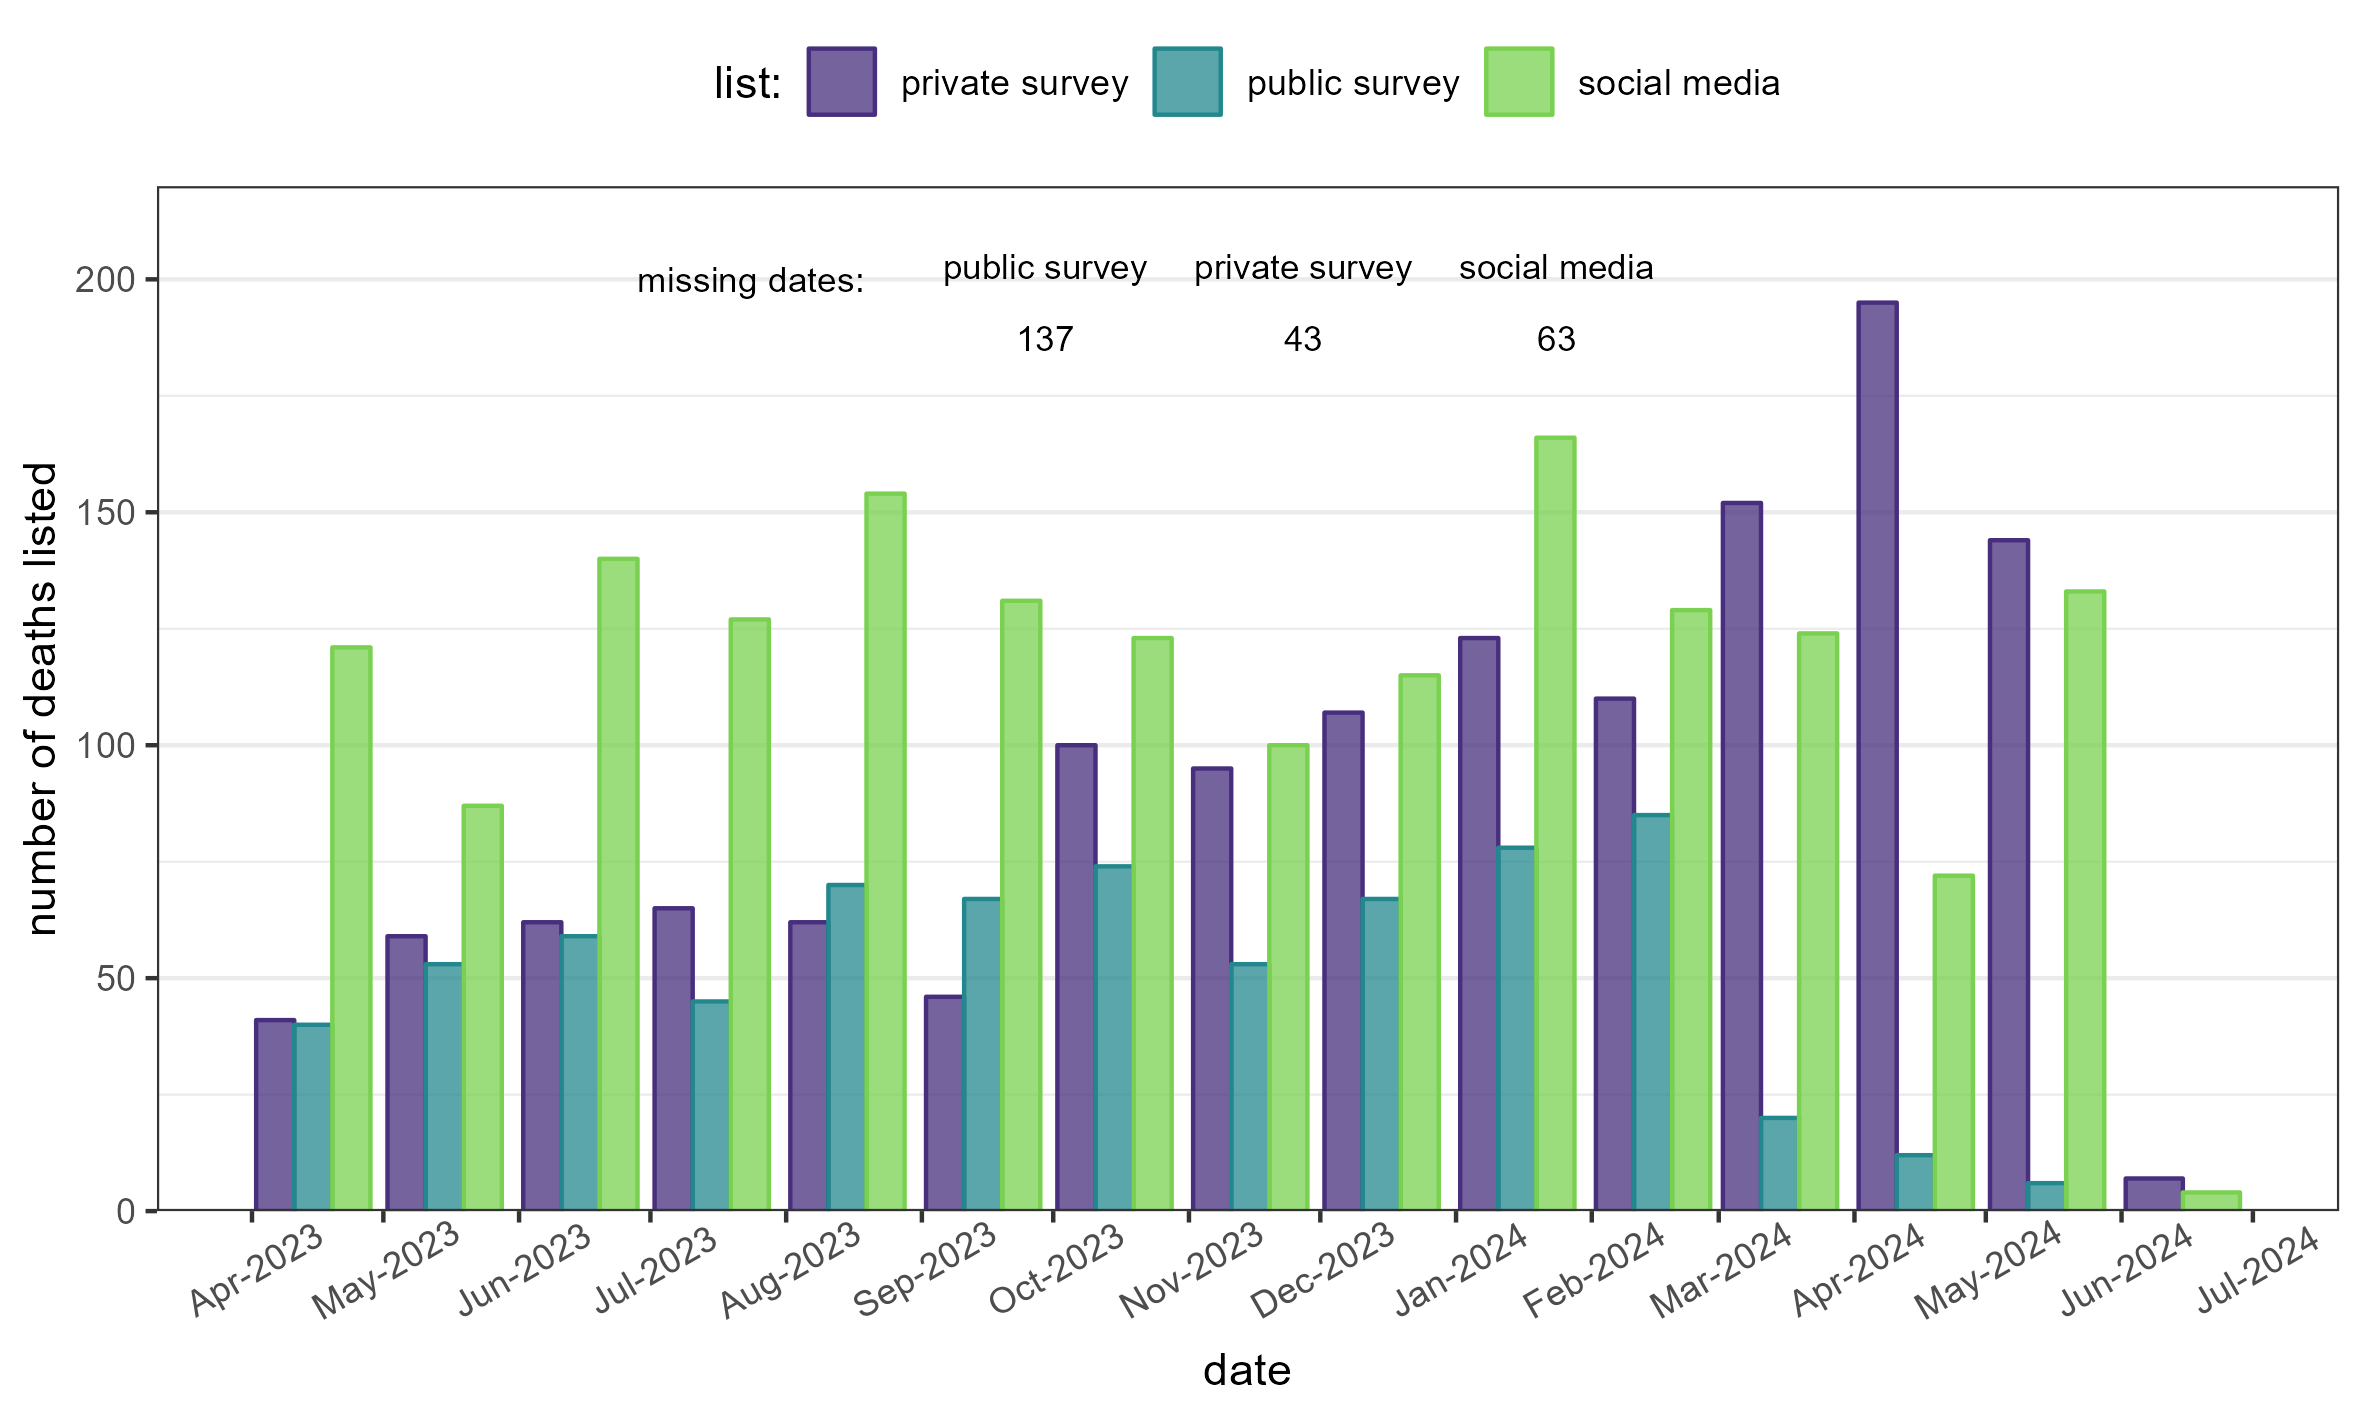 list: private survey public survey social media
missing dates: public survey private survey social media
137 43 63
number of deaths listed
200
150
100
50
0
Apr-2023 May-2023 Jun-2023 Jul-2023 Aug-2023 Sep-2023 Oct-2023 Nov-2023 Dec-2023 Jan-2024 Feb-2024 Mar-2024 Apr-2024 May-2024 Jun-2024 Jul-2024
date